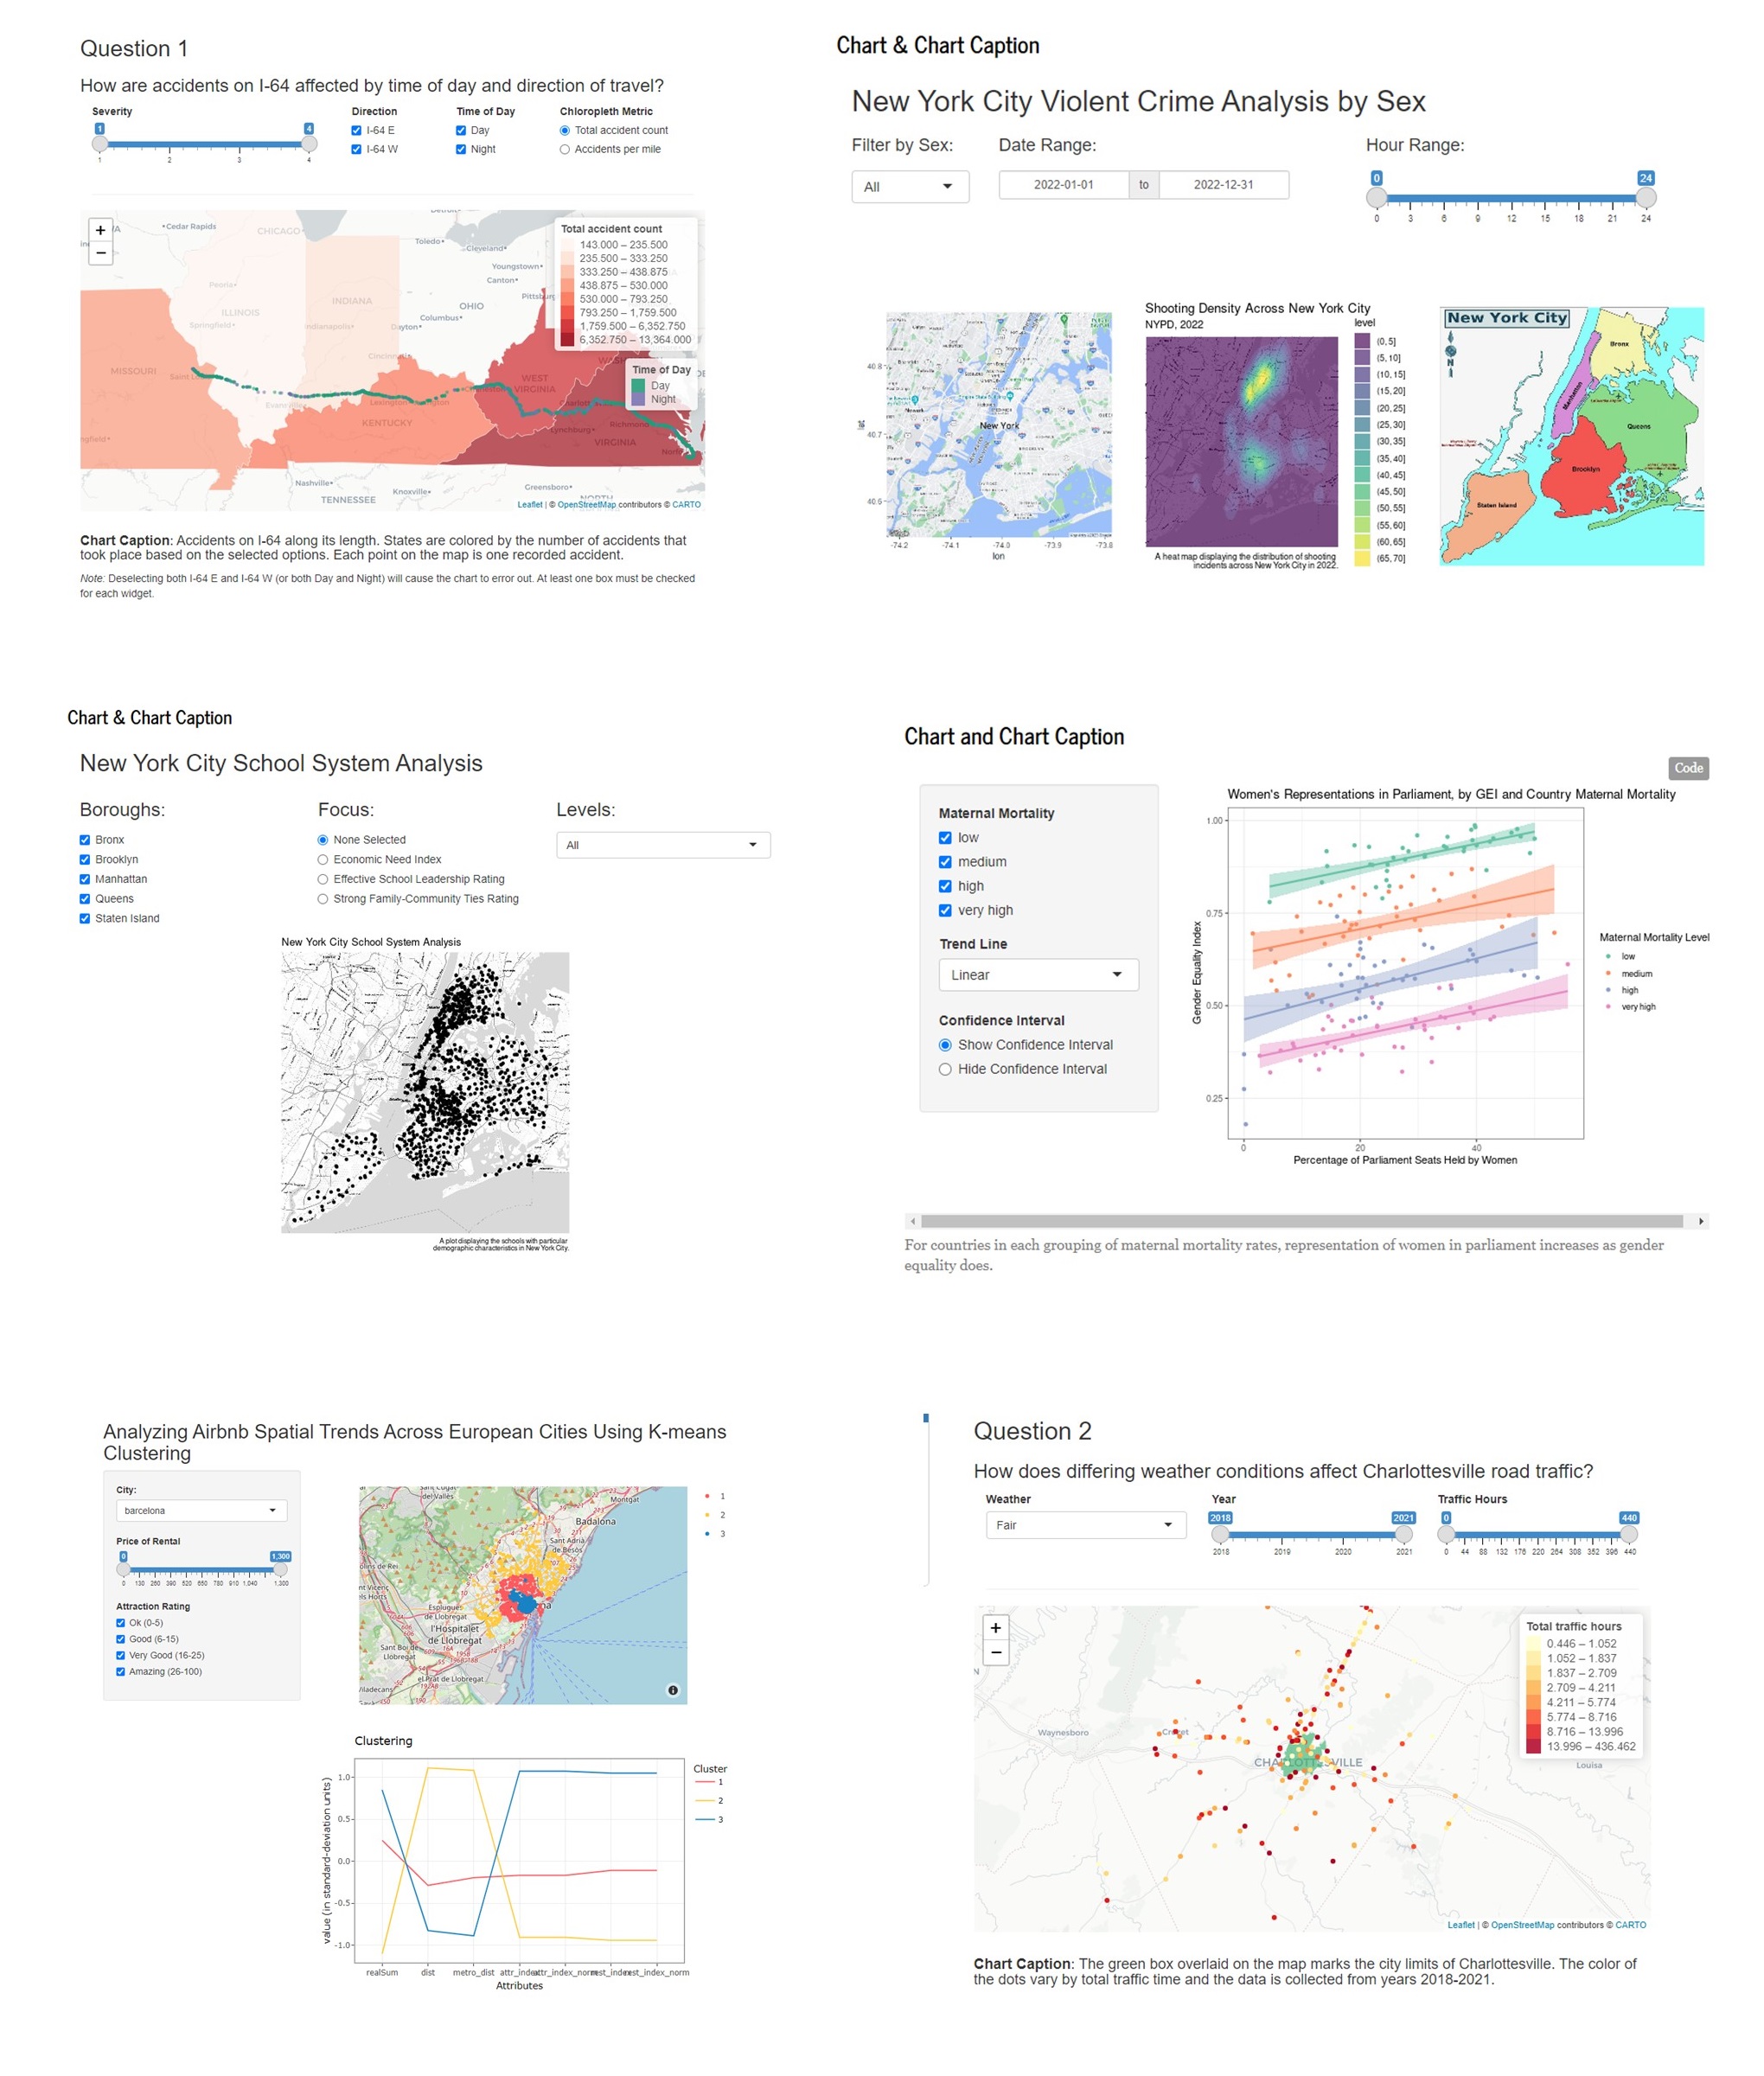 Question 1
How are accidents on I-64 affected by time of day and direction of travel?
Severity
Direction
Time of Day
Chloropleth Metric
1
4
I-64 E
Day
Total accident count
I-64 W
Night
Accidents per mile
1
2
3
4
+
−
Cedar Rapids
CHICAGO
Toledo
Cleveland
Youngstown
Canton
Peoria
ILLINOIS
INDIANA
OHIO
Springfield
Indianapolis
Dayton
Columbus
Cincinnati
MISSOURI
WEST
VIRGINIA
KENTUCKY
Lynchburg
Richmond
VIRGINIA
Nashville
Knoxville
Greensboro
TENNESSEE
Total accident count
143.000 – 235.500
235.500 – 333.250
333.250 – 438.875
438.875 – 530.000
530.000 – 793.250
793.250 – 1,759.500
1,759.500 – 6,352.750
6,352.750 – 13,364.000
Time of Day
Day
Night
Leaflet | © OpenStreetMap contributors © CARTO
Chart Caption: Accidents on I-64 along its length. States are colored by the number of accidents that
took place based on the selected options. Each point on the map is one recorded accident.
Note: Deselecting both I-64 E and I-64 W (or both Day and Night) will cause the chart to error out. At least one box must be checked
for each widget.
Chart & Chart Caption
New York City Violent Crime Analysis by Sex
Filter by Sex:
Date Range:
Hour Range:
All
2022-01-01
to
2022-12-31
0
24
0
3
6
9
12
15
18
21
24
40.8
40.7
40.6
lat
New York
-74.2
-74.1
-74.0
-73.9
-73.8
lon
Shooting Density Across New York City
NYPD, 2022
level
(0, 5]
(5, 10]
(10, 15]
(15, 20]
(20, 25]
(25, 30]
(30, 35]
(35, 40]
(40, 45]
(45, 50]
(50, 55]
(55, 60]
(60, 65]
(65, 70]
A heat map displaying the distribution of shooting
incidents across New York City in 2022.
New York City
Bronx
Manhattan
Queens
Brooklyn
Staten Island
Chart & Chart Caption
New York City School System Analysis
Boroughs:
Focus:
Levels:
Bronx
None Selected
All
Brooklyn
Economic Need Index
Manhattan
Effective School Leadership Rating
Queens
Strong Family-Community Ties Rating
Staten Island
New York City School System Analysis
A plot displaying the schools with particular
demographic characteristics in New York City.
Chart and Chart Caption
Code
Maternal Mortality
low
medium
high
very high
Trend Line
Linear
Confidence Interval
Show Confidence Interval
Hide Confidence Interval
Women's Representations in Parliament, by GEI and Country Maternal Mortality
1.00
0.75
0.50
0.25
Gender Equality Index
0
20
40
Percentage of Parliament Seats Held by Women
Maternal Mortality Level
low
medium
high
very high
For countries in each grouping of maternal mortality rates, representation of women in parliament increases as gender
equality does.
Analyzing Airbnb Spatial Trends Across European Cities Using K-means
Clustering
City:
barcelona
Price of Rental
0
1,300
0
130
260
390
520
650
780
910
1,040
1,300
Attraction Rating
Ok (0-5)
Good (6-15)
Very Good (16-25)
Amazing (26-100)
Montgat
Badalona
Sant Adrià
de Besòs
Esplugues
de Llobregat
l'Hospitalet
de Llobregat
Sant Boi de
Llobregat
el Prat de Llobregat
Viladecans
1
2
3
Clustering
1.0
0.5
0.0
-0.5
-1.0
value (in standard-deviation units)
realSum
dist
metro_dist
Attributes
Cluster
1
2
3
Question 2
How does differing weather conditions affect Charlottesville road traffic?
Weather
Year
Traffic Hours
Fair
2018
2021
0
440
2018
2019
2020
2021
0
44
88
132
176
220
264
308
352
396
440
+
−
Waynesboro
Crozet
CHARLOTTESVILLE
Louisa
Total traffic hours
0.446 – 1.052
1.052 – 1.837
1.837 – 2.709
2.709 – 4.211
4.211 – 5.774
5.774 – 8.716
8.716 – 13.996
13.996 – 436.462
Leaflet | © OpenStreetMap contributors © CARTO
Chart Caption: The green box overlaid on the map marks the city limits of Charlottesville. The color of
the dots vary by total traffic time and the data is collected from years 2018-2021.